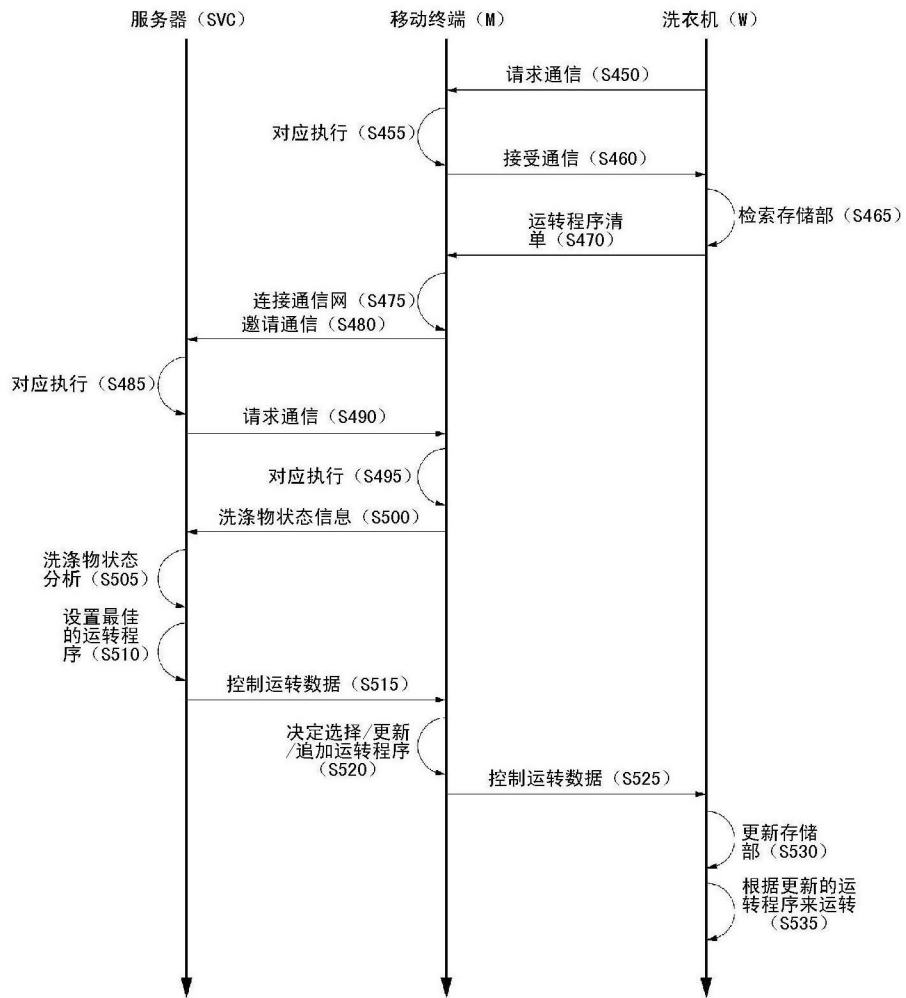 服务器（SVC）
移动终端（M）
洗衣机（W）
请求通信（S450）
对应执行（S455）
接受通信（S460）
检索存储部（S465）
运转程序清
单（S470）
连接通信网（S475）
邀请通信（S480）
对应执行（S485）
请求通信（S490）
对应执行（S495）
洗涤物状态信息（S500）
洗涤物状态
分析（S505）
设置最佳
的运转程
序（S510）
控制运转数据（S515）
决定选择/更新
/追加运转程序
（S520）
控制运转数据（S525）
更新存储
部（S530）
根据更新的运
转程序来运转
（S535）